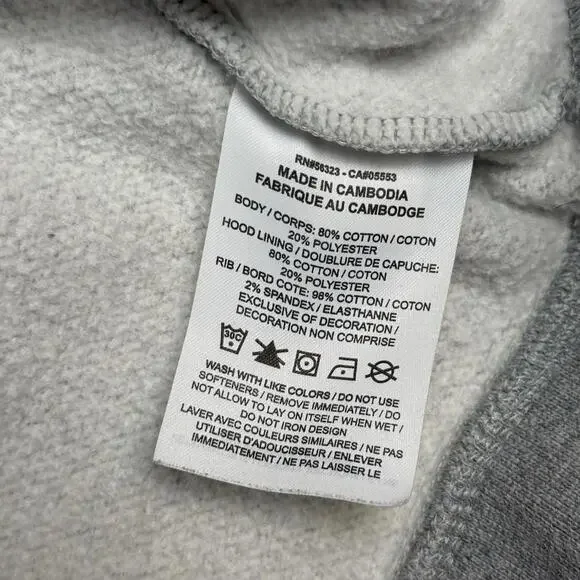 RN#56323 - CA#05553
MADE IN CAMBODIA
FABRIQUE AU CAMBODGE
BODY / CORPS: 80% COTTON / COTON
20% POLYESTER
HOOD LINING / DOUBLURE DE CAPUCHE:
80% COTTON / COTON
20% POLYESTER
RIB / BORD COTE: 98% COTTON / COTON
2% SPANDEX / ELASTHANNE
EXCLUSIVE OF DECORATION /
DECORATION NON COMPRISE
30C
WASH WITH LIKE COLORS / DO NOT USE
SOFTENERS / REMOVE IMMEDIATELY / DO
NOT ALLOW TO LAY ON ITSELF WHEN WET /
DO NOT IRON DESIGN
LAVER AVEC COULEURS SIMILAIRES / NE PAS
UTILISER D'ADOUCISSEUR / ENLEVER
IMMEDIATEMENT / NE PAS LAISSER LE